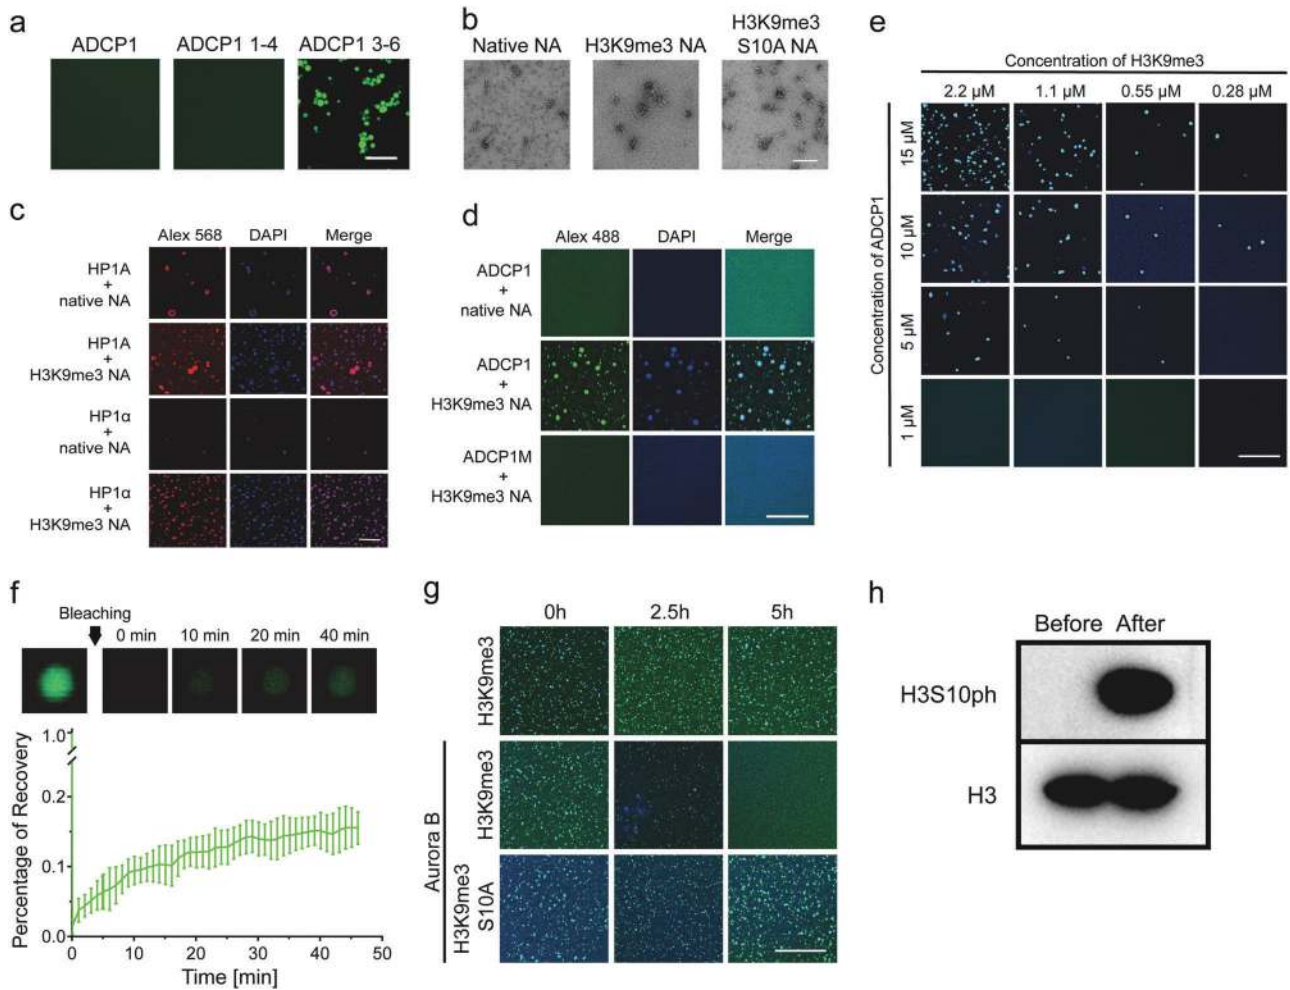 a
ADCP1 ADCP1 1-4 ADCP1 3-6
b
Native NA H3K9me3 NA H3K9me3
S10A NA
c
Alex 568 DAPI Merge
HP1A
+
native NA
HP1A
+
H3K9me3 NA
HP1α
+
native NA
HP1α
+
H3K9me3 NA
d
Alex 488 DAPI Merge
ADCP1
+
native NA
ADCP1
+
H3K9me3 NA
ADCP1M
+
H3K9me3 NA
e
Concentration of H3K9me3
2.2 µM 1.1 µM 0.55 µM 0.28 µM
Concentration of ADCP1
15 µM
10 µM
5 µM
1 µM
f
Bleaching
0 min 10 min 20 min 40 min
Percentage of Recovery
1.0
0.2
0.1
0.0
0 10 20 30 40 50
Time [min]
g
0h 2.5h 5h
H3K9me3
Aurora B
H3K9me3
H3K9me3
S10A
h
Before After
H3S10ph
H3